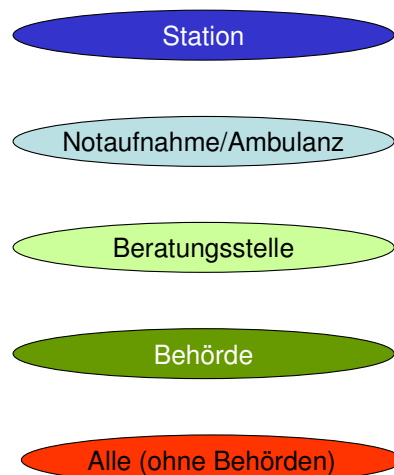 Station
Notaufnahme/Ambulanz
Beratungsstelle
Behörde
Alle (ohne Behörden)